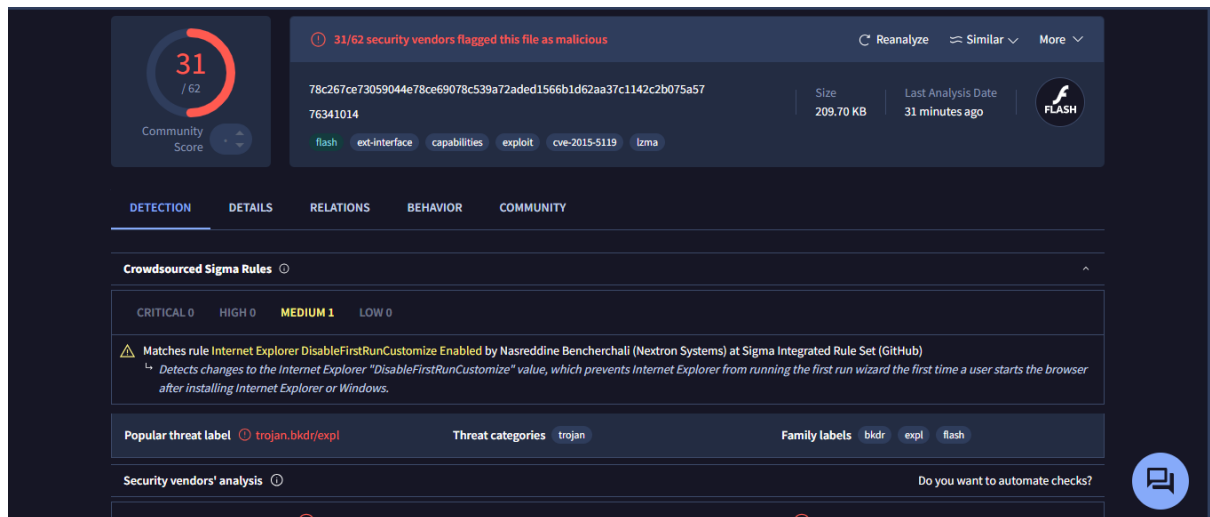 31
/ 62
Community
Score
31/62 security vendors flagged this file as malicious
Reanalyze
Similar
More
78c267ce73059044e78ce69078c539a72aded1566b1d62aa37c1142c2b075a57
76341014
Size
209.70 KB
Last Analysis Date
31 minutes ago
FLASH
flash ext-interface capabilities exploit cve-2015-5119 lzma
DETECTION DETAILS RELATIONS BEHAVIOR COMMUNITY
Crowdsourced Sigma Rules
CRITICAL 0 HIGH 0 MEDIUM 1 LOW 0
Matches rule Internet Explorer DisableFirstRunCustomize Enabled by Nasreddine Bencherchali (Nextron Systems) at Sigma Integrated Rule Set (GitHub)
Detects changes to the Internet Explorer "DisableFirstRunCustomize" value, which prevents Internet Explorer from running the first run wizard the first time a user starts the browser
after installing Internet Explorer or Windows.
Popular threat label trojan.bkdr/expl Threat categories trojan Family labels bkdr expl flash
Security vendors' analysis Do you want to automate checks?